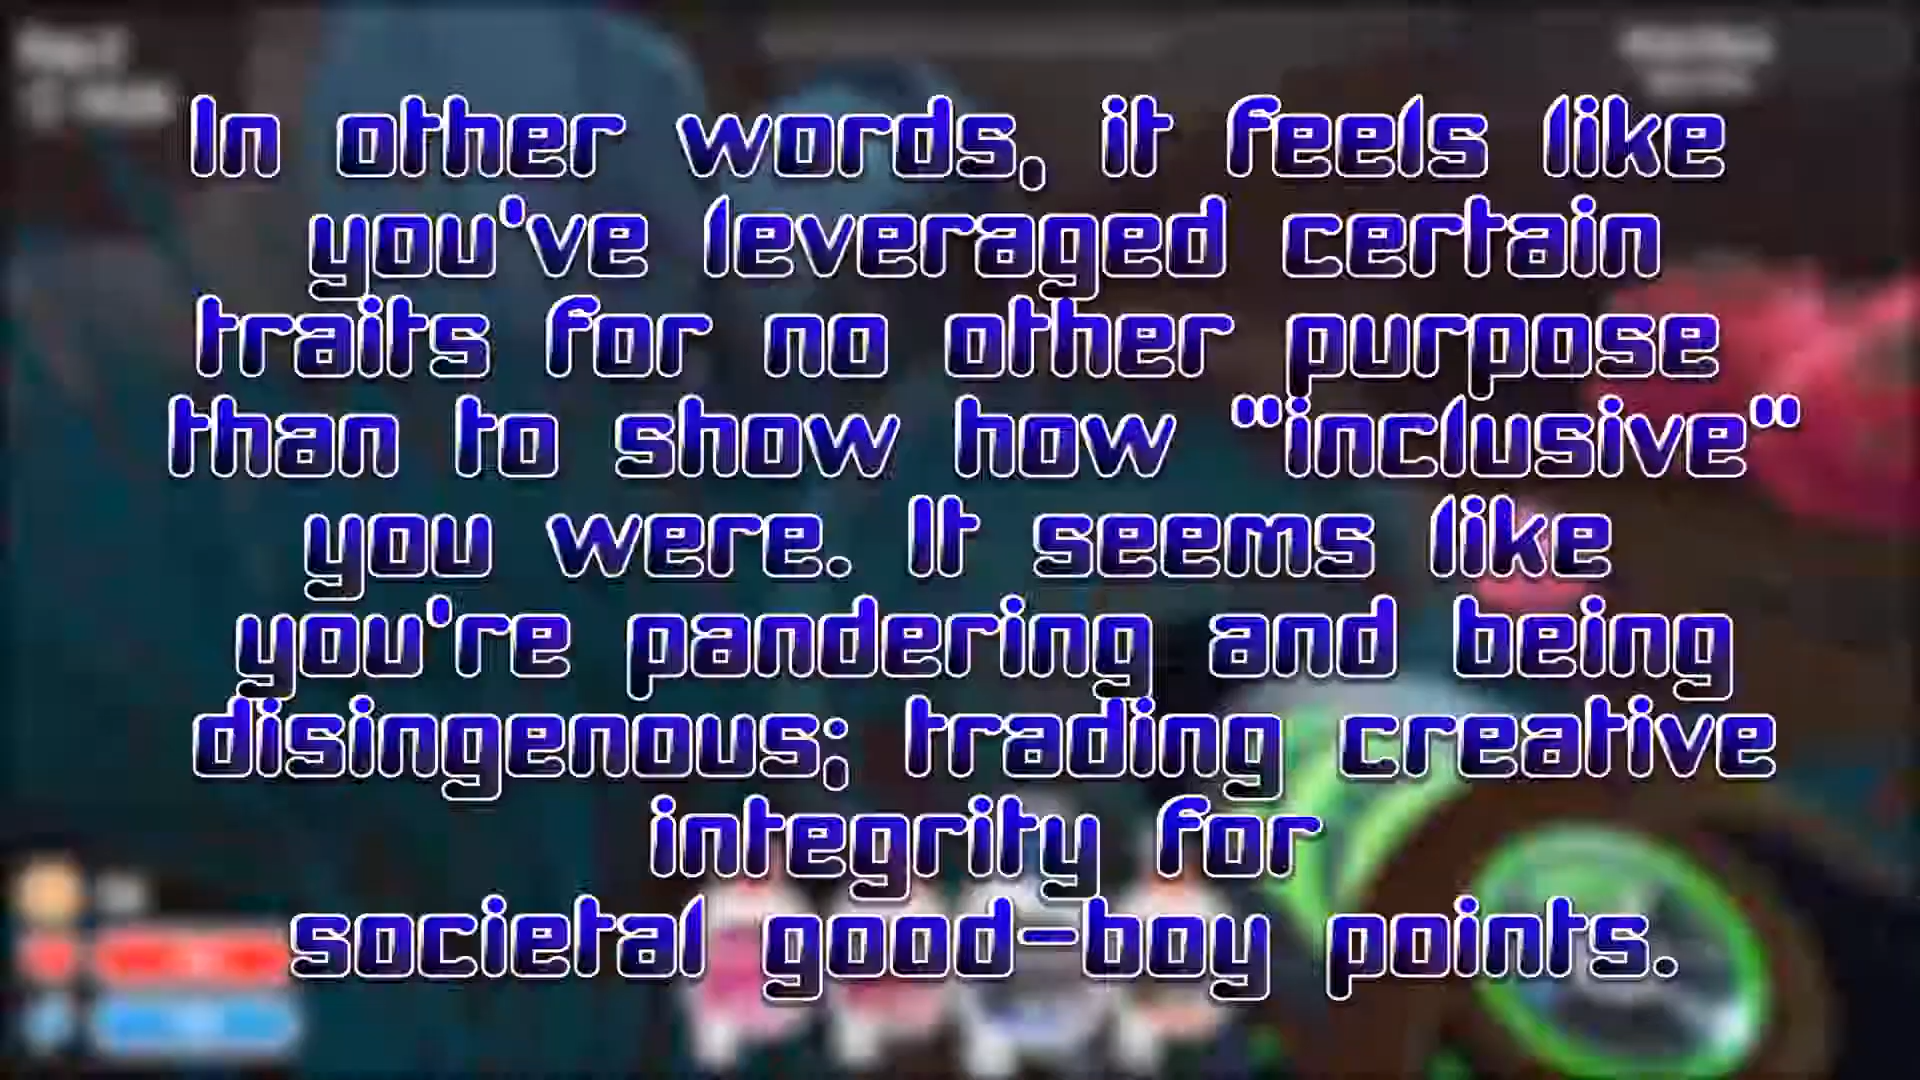 In other words, it feels like
you've leveraged certain
traits for no other purpose
than to show how "inclusive"
you were. It seems like
you're pandering and being
disingenous; trading creative
integrity for
societal good-boy points.